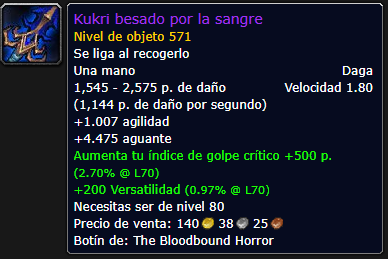 Kukri besado por la sangre
Nivel de objeto 571
Se liga al recogerlo
Una mano Daga
1,545 - 2,575 p. de daño Velocidad 1.80
(1,144 p. de daño por segundo)
+1.007 agilidad
+4.475 aguante
Aumenta tu índice de golpe crítico +500 p.
(2.70% @ L70)
+200 Versatilidad (0.97% @ L70)
Necesitas ser de nivel 80
Precio de venta: 140 38 25
Botín de: The Bloodbound Horror